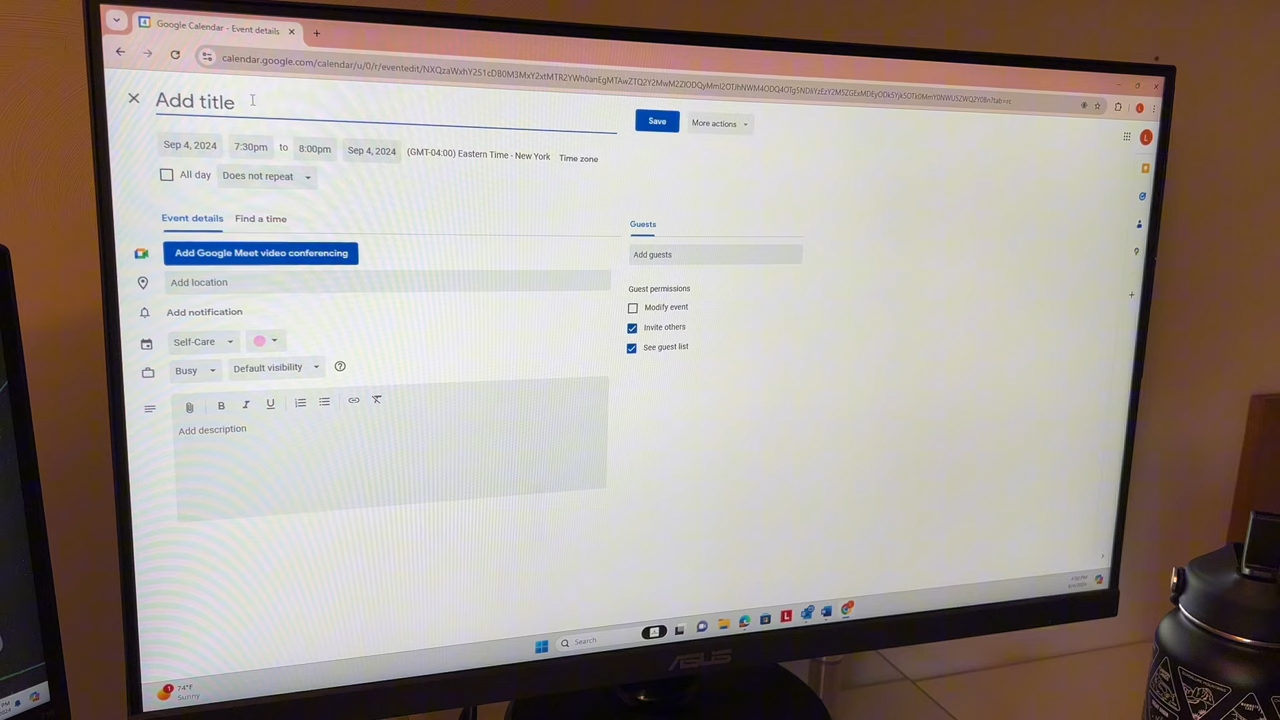 Google Calendar - Event details
Add title
Save
More actions
Sep 4, 2024 7:30pm to 8:00pm Sep 4, 2024 (GMT-04:00) Eastern Time - New York Time zone
All day Does not repeat
Event details Find a time
Guests
Add Google Meet video conferencing
Add guests
Add location
Guest permissions
Add notification
Modify event
Invite others
Self-Care
See guest list
Busy Default visibility
B I U
Add description
Search
ASUS
74°F
Sunny